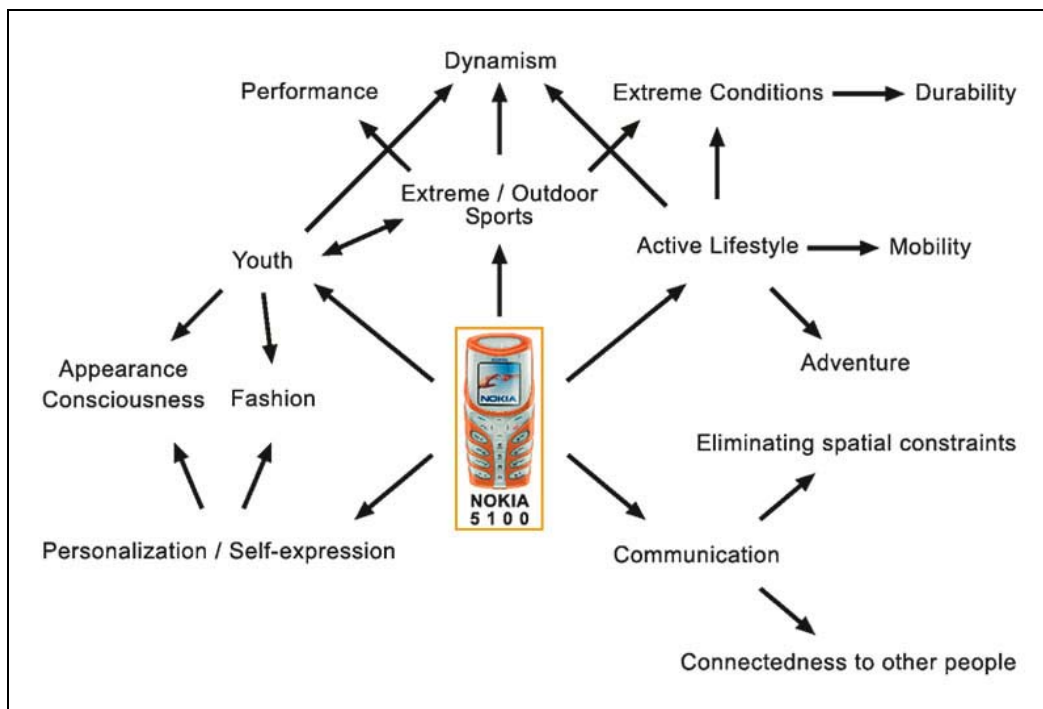 Dynamism
Performance
Extreme Conditions
Durability
Extreme / Outdoor
Sports
Youth
Active Lifestyle
Mobility
Appearance
Consciousness
Fashion
Adventure
NOKIA
NOKIA
5100
Eliminating spatial constraints
Personalization / Self-expression
Communication
Connectedness to other people